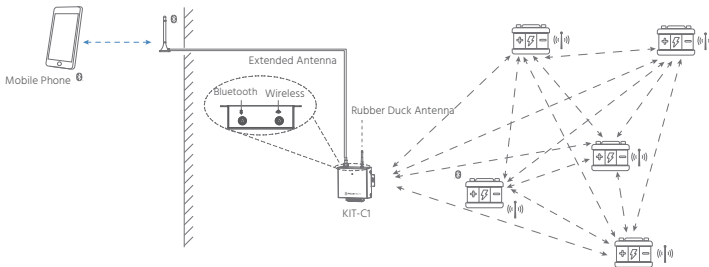 Mobile Phone
Extended Antenna
Bluetooth
Wireless
Rubber Duck Antenna
KIT-C1